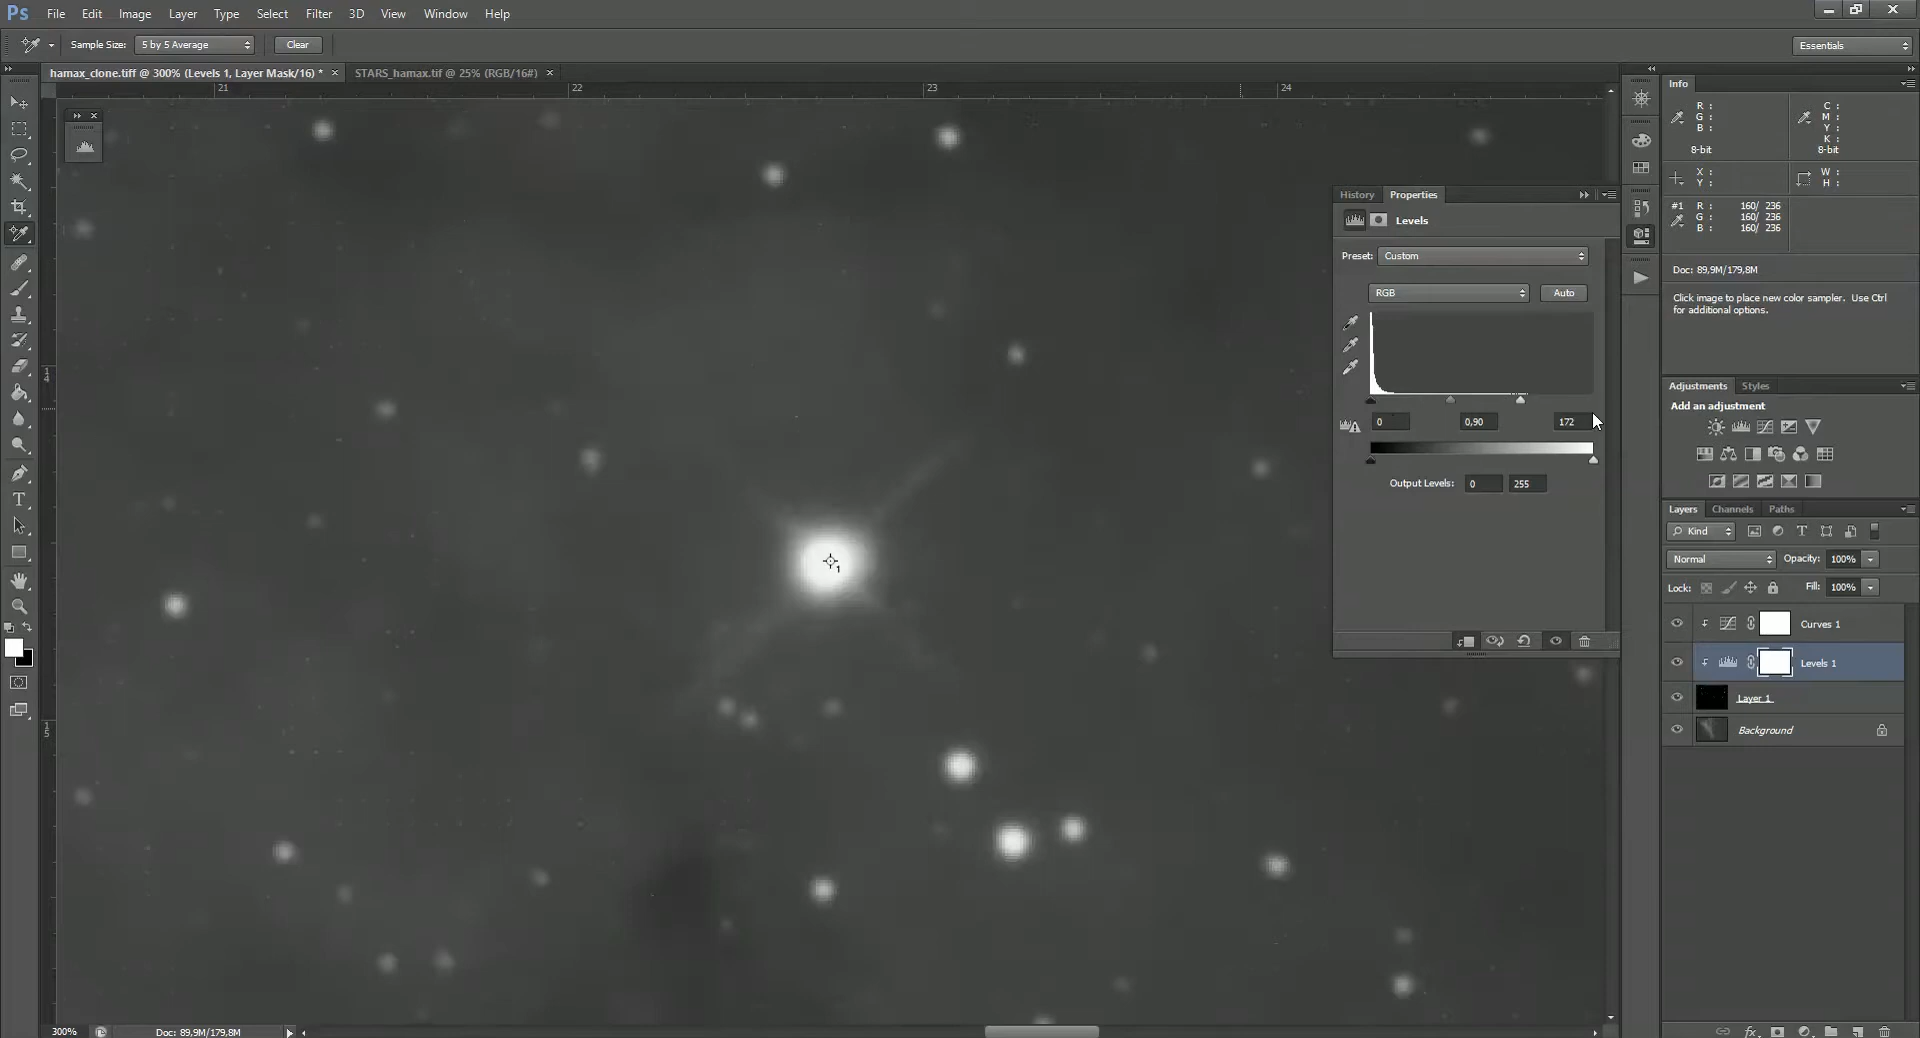 Ps File Edit Image Layer Type Select Filter 3D View Window Help
Sample Size: 5 by 5 Average Clear Essentials
hamax_clone.tiff @ 300% (Levels 1, Layer Mask/16) * × STARS_hamax.tif @ 25% (RGB/16#) ×
21 22 23 24
14
15
History Properties
Levels
Preset: Custom
RGB Auto
0 0,90 172
Output Levels: 0 255
1
Info
R : C :
G : M :
B : Y :
K :
8-bit 8-bit
X : W :
Y : H :
#1 R : 160/ 236
G : 160/ 236
B : 160/ 236
Doc: 89,9M/179,8M
Click image to place new color sampler. Use Ctrl
for additional options.
Adjustments Styles
Add an adjustment
Layers Channels Paths
Kind
Normal Opacity: 100%
Lock: Fill: 100%
Curves 1
Levels 1
Layer 1
Background
300% Doc: 89,9M/179,8M